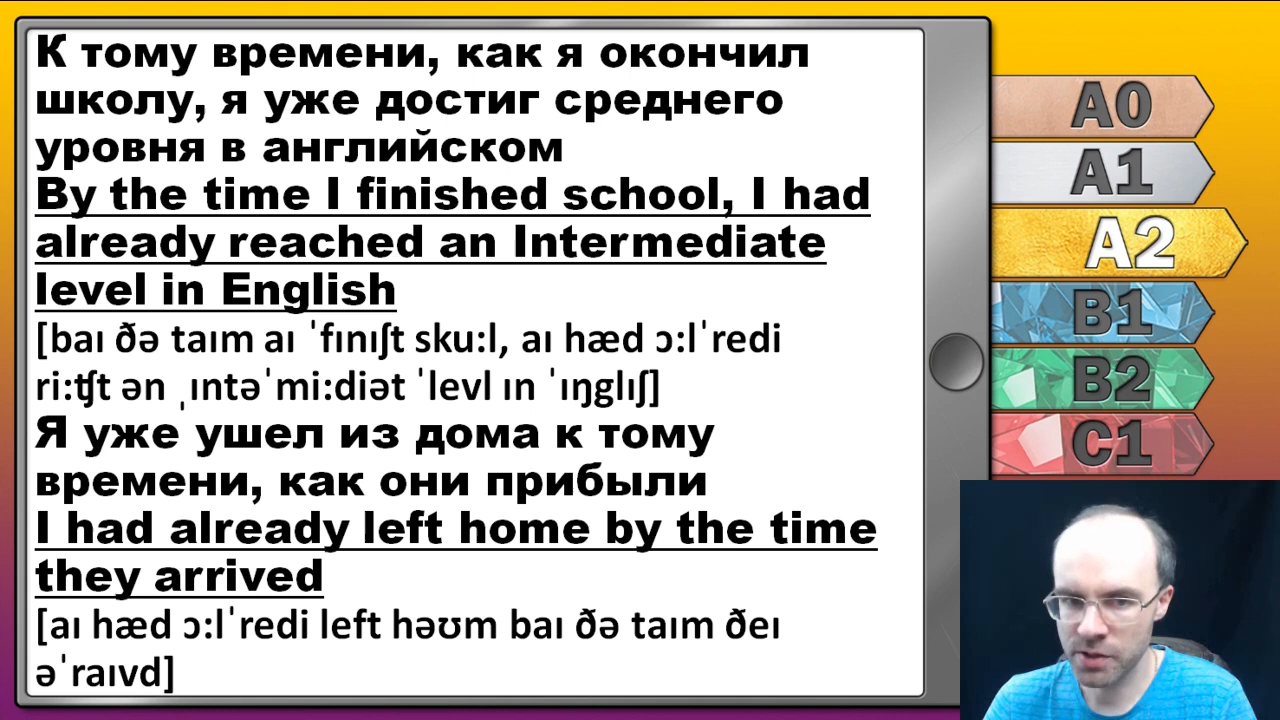 К тому времени, как я окончил
школу, я уже достиг среднего
уровня в английском
By the time I finished school, I had
already reached an Intermediate
level in English
[baɪ ðə taɪm aɪ ˈfɪnɪʃt sku:l, aɪ hæd ɔ:lˈredi
ri:ʧt ən ˌɪntəˈmi:diət ˈlevl ɪn ˈɪŋglɪʃ]
Я уже ушел из дома к тому
времени, как они прибыли
I had already left home by the time
they arrived
[aɪ hæd ɔ:lˈredi left həʊm baɪ ðə taɪm ðeɪ
əˈraɪvd]
A0
A1
A2
B1
B2
C1